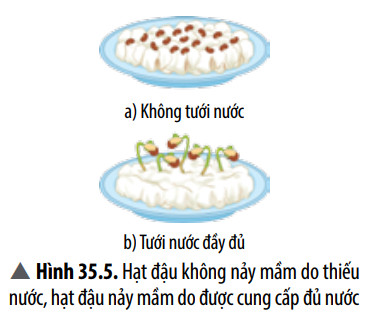 a) Không tưới nước
b) Tưới nước đầy đủ
▲ Hình 35.5. Hạt đậu không nảy mầm do thiếu
nước, hạt đậu nảy mầm do được cung cấp đủ nước